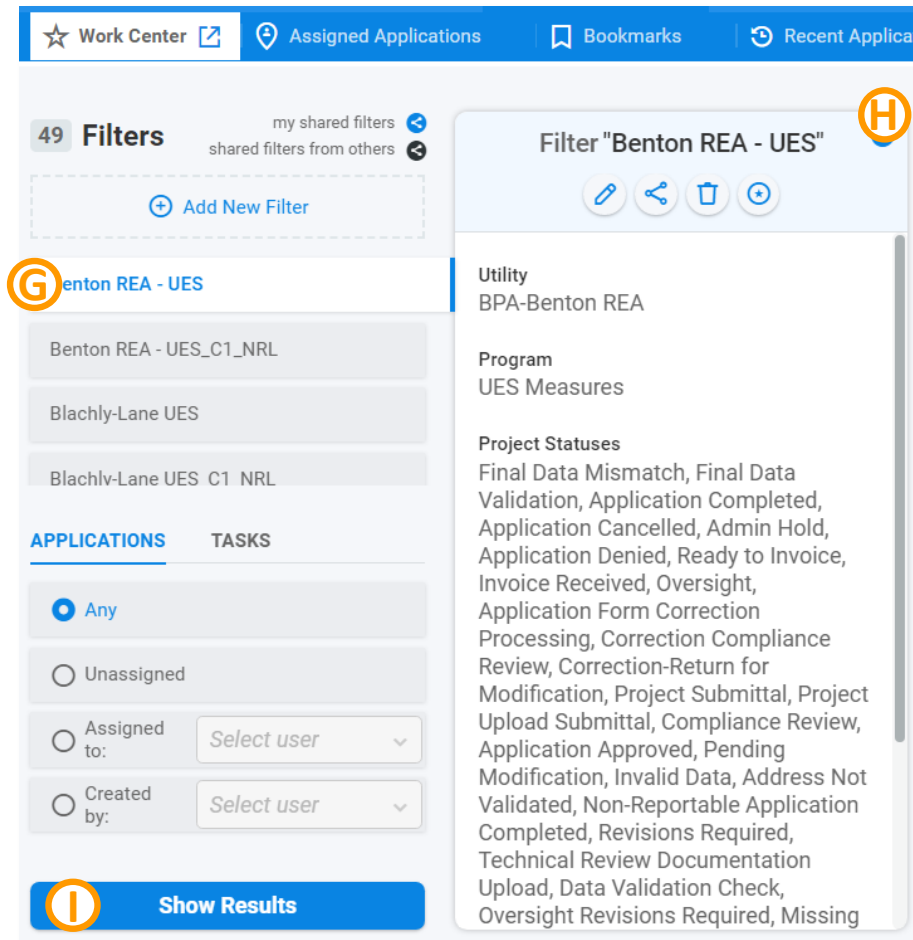 Work Center
Assigned Applications
Bookmarks
Recent Applica
49 Filters
my shared filters
shared filters from others
Add New Filter
G
enton REA - UES
Benton REA - UES_C1_NRL
Blachly-Lane UES
Blachly-Lane UES C1 NRL
APPLICATIONS
TASKS
Any
Unassigned
Assigned
to:
Select user
Created
by:
Select user
I
Show Results
H
Filter "Benton REA - UES"
Utility
BPA-Benton REA
Program
UES Measures
Project Statuses
Final Data Mismatch, Final Data
Validation, Application Completed,
Application Cancelled, Admin Hold,
Application Denied, Ready to Invoice,
Invoice Received, Oversight,
Application Form Correction
Processing, Correction Compliance
Review, Correction-Return for
Modification, Project Submittal, Project
Upload Submittal, Compliance Review,
Application Approved, Pending
Modification, Invalid Data, Address Not
Validated, Non-Reportable Application
Completed, Revisions Required,
Technical Review Documentation
Upload, Data Validation Check,
Oversight Revisions Required, Missing